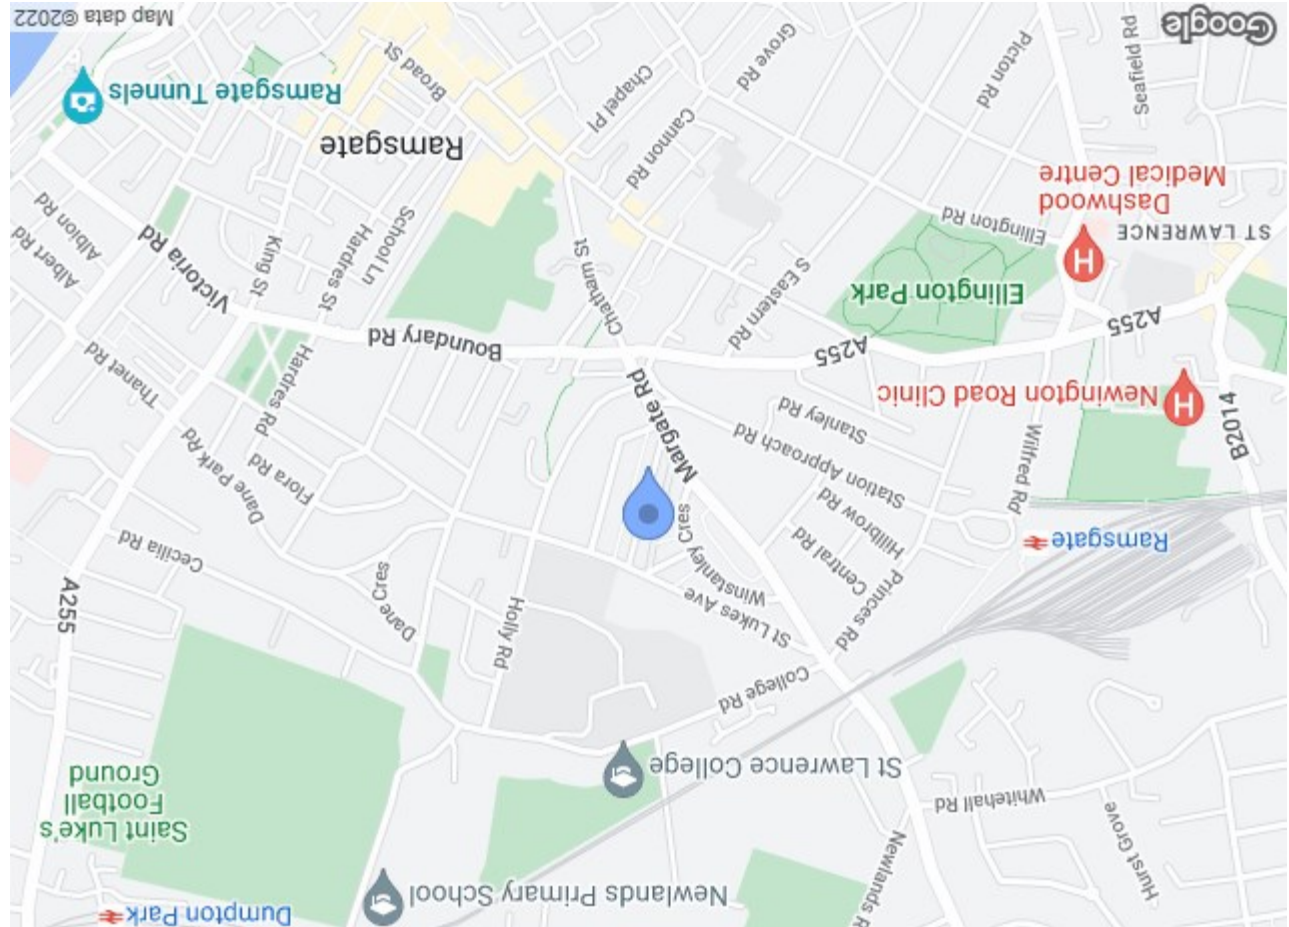 Dumpton Park
Newlands Primary School
Saint Luke's
Football
Ground
Hurst Grove
Newlands R
Whitehall Rd
St Lawrence College
College Rd
A255
Holly Rd
Dane Cres
St Lukes Ave
Winstanley Cres
Princes Rd
Central Rd
Hillbrow Rd
Cecilia Rd
Ramsgate
Station Approach Rd
Stanley Rd
Wilfred Rd
B2014
Newington Road Clinic
Flora Rd
Dane Park Rd
Hardres Rd
Thanet Rd
Margate Rd
Boundary Rd
A255
A255
Victoria Rd
Ellington Park
S Eastern Rd
Chatham St
School Ln
Hardres St
King St
Albert Rd
Albion Rd
ST LAWRENCE
Dashwood
Medical Centre
Ellington Rd
Ramsgate
Cannon Rd
Chapel Pl
Broad St
Grove Rd
Picton Rd
Seafield Rd
Ramsgate Tunnels
Google
Map data ©2022